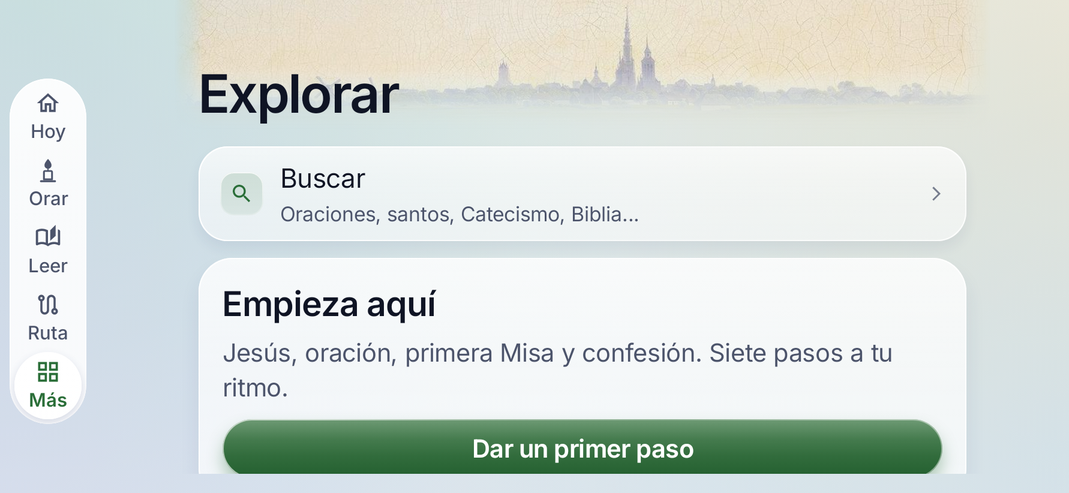 Explorar
Hoy
Orar
Leer
Ruta
Más
Buscar
Oraciones, santos, Catecismo, Biblia...
Empieza aquí
Jesús, oración, primera Misa y confesión. Siete pasos a tu
ritmo.
Dar un primer paso